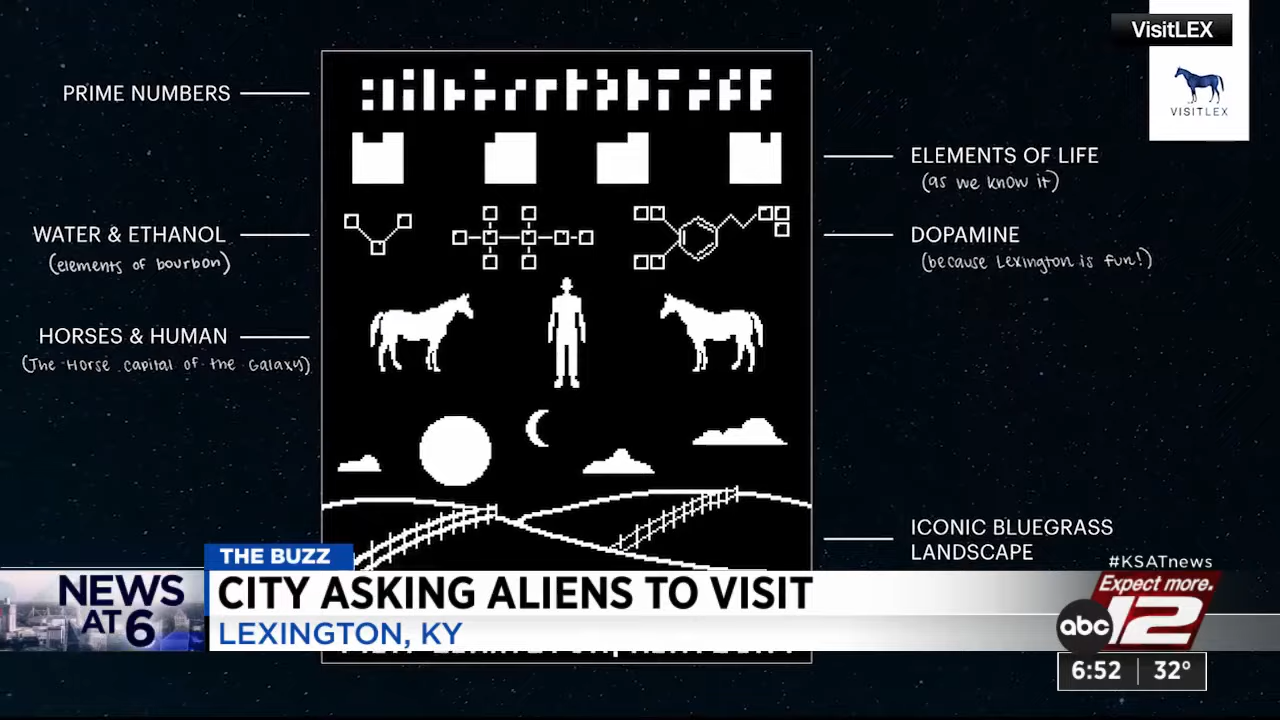 VisitLEX
VISITLEX
PRIME NUMBERS
ELEMENTS OF LIFE
(as we know it)
WATER & ETHANOL
(elements of bourbon)
DOPAMINE
(because Lexington is fun!)
HORSES & HUMAN
(The Horse capital of the Galaxy)
ICONIC BLUEGRASS
LANDSCAPE
#KSATnews
THE BUZZ
Expect more.
NEWS
AT 6
CITY ASKING ALIENS TO VISIT
abc 12
LEXINGTON, KY
6:52 32°